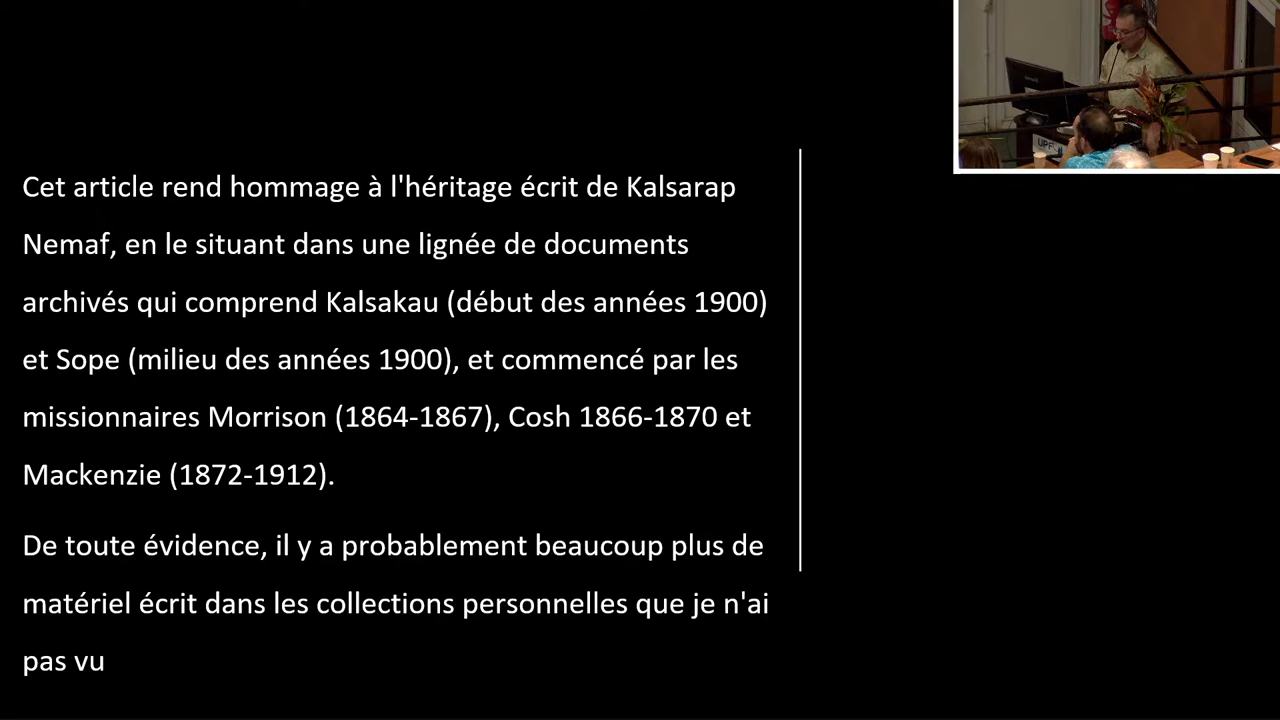 Cet article rend hommage à l'héritage écrit de Kalsarap
Nemaf, en le situant dans une lignée de documents
archivés qui comprend Kalsakau (début des années 1900)
et Sope (milieu des années 1900), et commencé par les
missionnaires Morrison (1864-1867), Cosh 1866-1870 et
Mackenzie (1872-1912).
De toute évidence, il y a probablement beaucoup plus de
matériel écrit dans les collections personnelles que je n'ai
pas vu